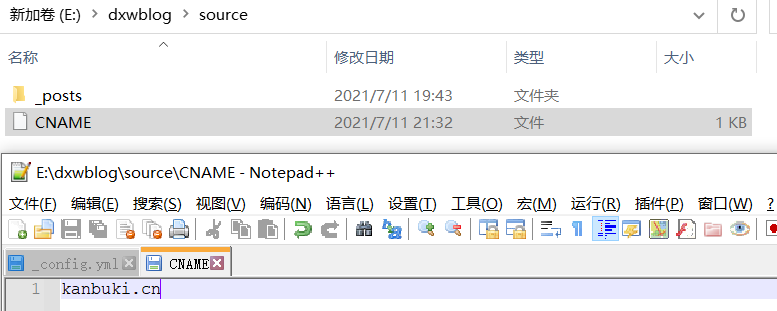 新加卷 (E:) › dxwblog › source
名称 修改日期 类型 大小
_posts 2021/7/11 19:43 文件夹
CNAME 2021/7/11 21:32 文件 1 KB
E:\dxwblog\source\CNAME - Notepad++
文件(F) 编辑(E) 搜索(S) 视图(V) 编码(N) 语言(L) 设置(T) 工具(O) 宏(M) 运行(R) 插件(P) 窗口(W) ?
_config.yml CNAME
1 kanbuki.cn